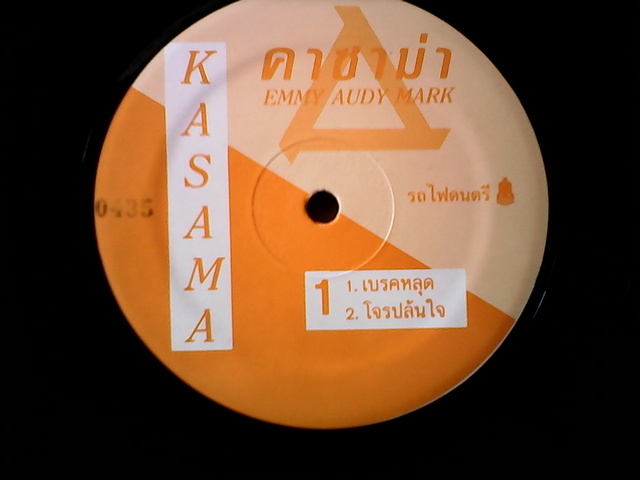 KASAMA
คาซาม่า
EMMY AUDY MARK
รถไฟดนตรี
0435
1
1. เบรคหลุด
2. โจรปล้นใจ